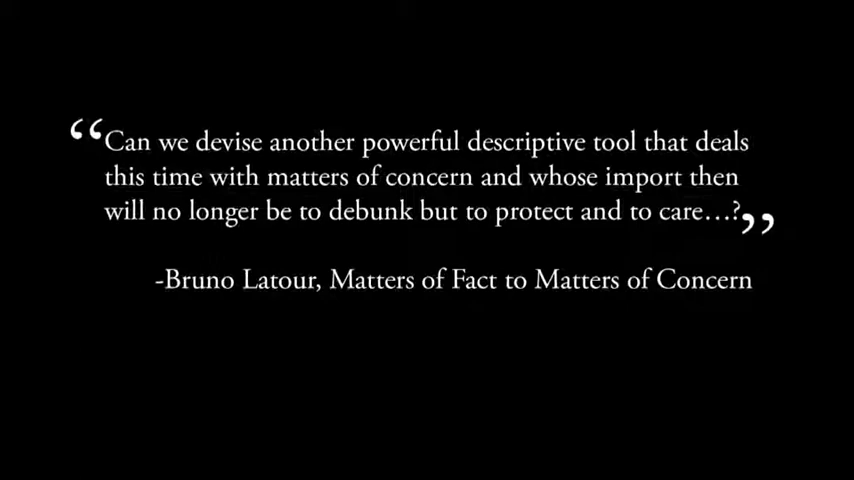 “Can we devise another powerful descriptive tool that deals
this time with matters of concern and whose import then
will no longer be to debunk but to protect and to care…?”
-Bruno Latour, Matters of Fact to Matters of Concern